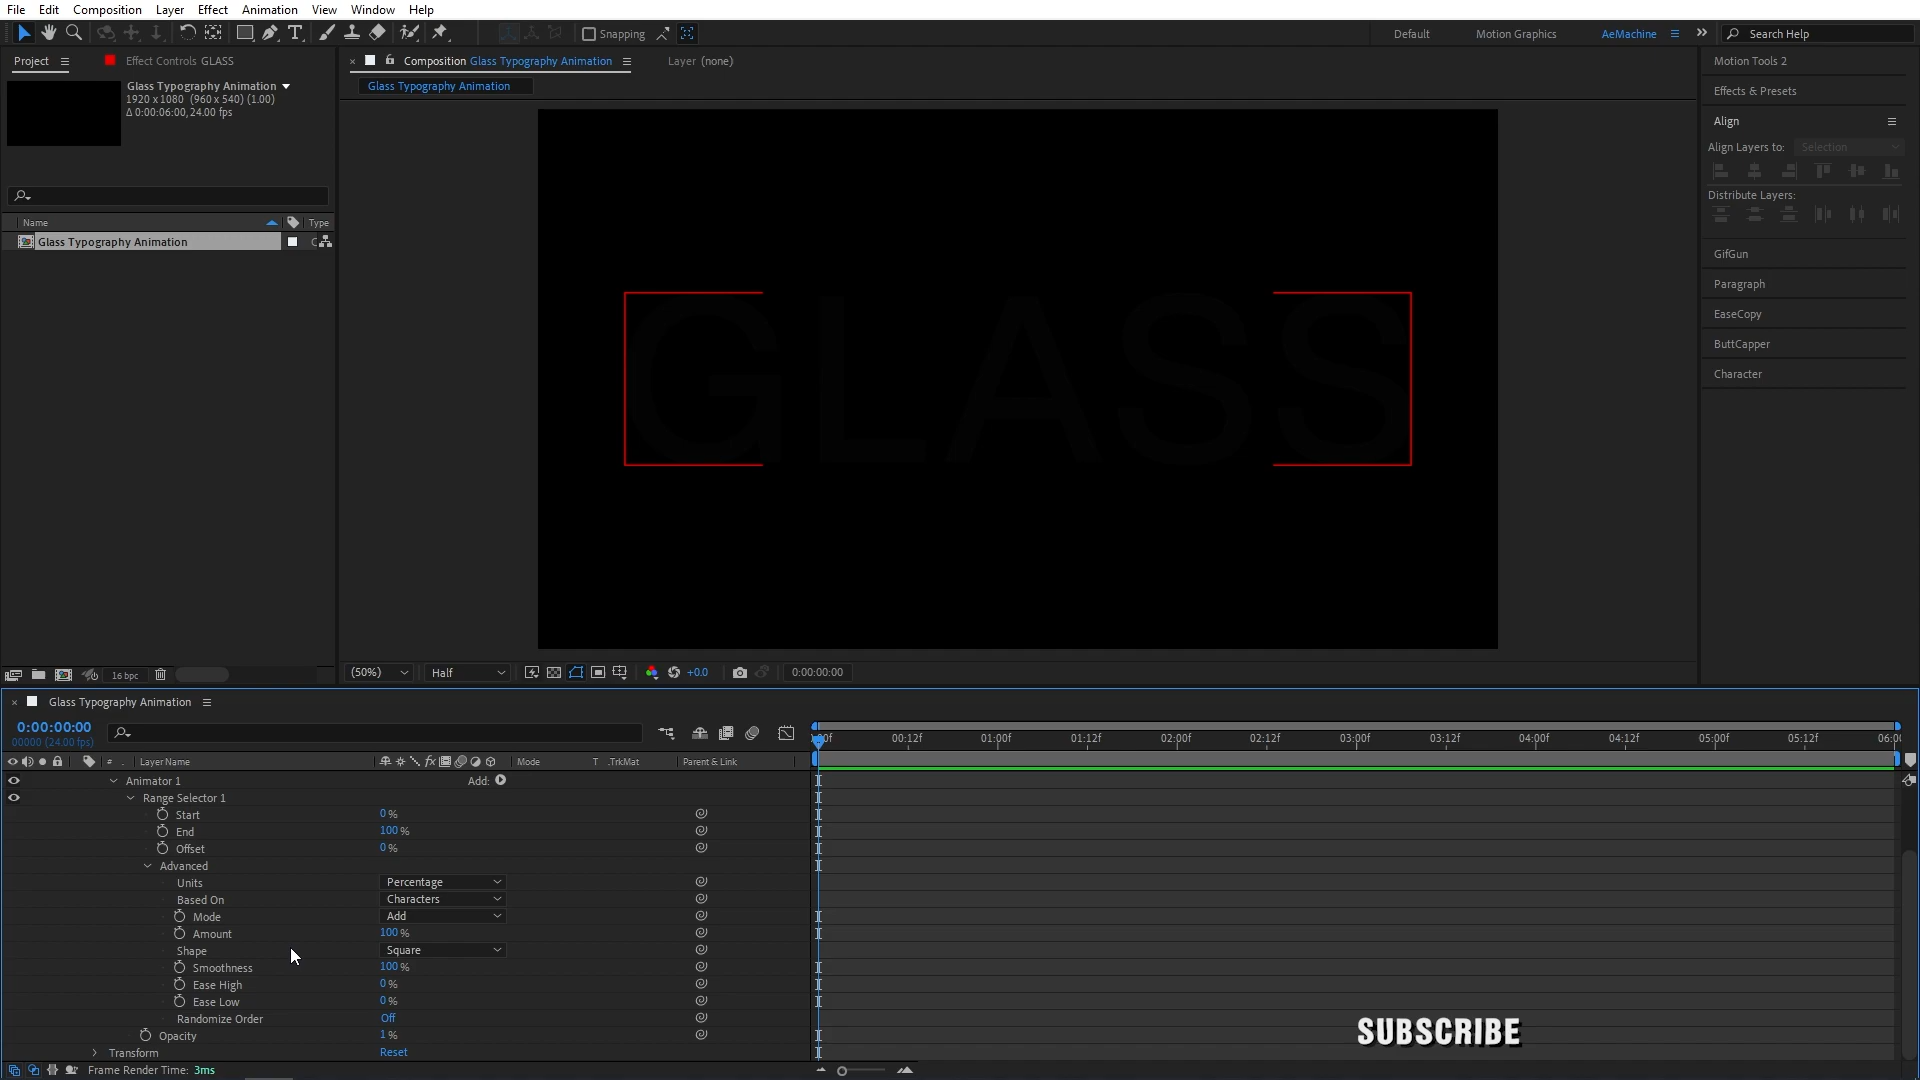 File Edit Composition Layer Effect Animation View Window Help
Snapping
Default Motion Graphics AeMachine
Search Help
Project
Effect Controls GLASS
Composition Glass Typography Animation
Layer (none)
Motion Tools 2
Glass Typography Animation
1920 x 1080 (960 x 540) (1.00)
Δ 0:00:06:00, 24.00 fps
Glass Typography Animation
Effects & Presets
Align
Align Layers to: Selection
Distribute Layers:
Name Type
Glass Typography Animation
GifGun
Paragraph
EaseCopy
ButtCapper
Character
GLASS
16 bpc
(50%) Half +0.0 0:00:00:00
Glass Typography Animation
0:00:00:00
00000 (24.00 fps)
00:12f 01:00f 01:12f 02:00f 02:12f 03:00f 03:12f 04:00f 04:12f 05:00f 05:12f
# Layer Name Mode T .TrkMat Parent & Link
Animator 1 Add:
Range Selector 1
Start 0 %
End 100 %
Offset 0 %
Advanced
Units Percentage
Based On Characters
Mode Add
Amount 100 %
Shape Square
Smoothness 100 %
Ease High 0 %
Ease Low 0 %
Randomize Order Off
Opacity 1 %
Transform Reset
Frame Render Time: 3ms
SUBSCRIBE